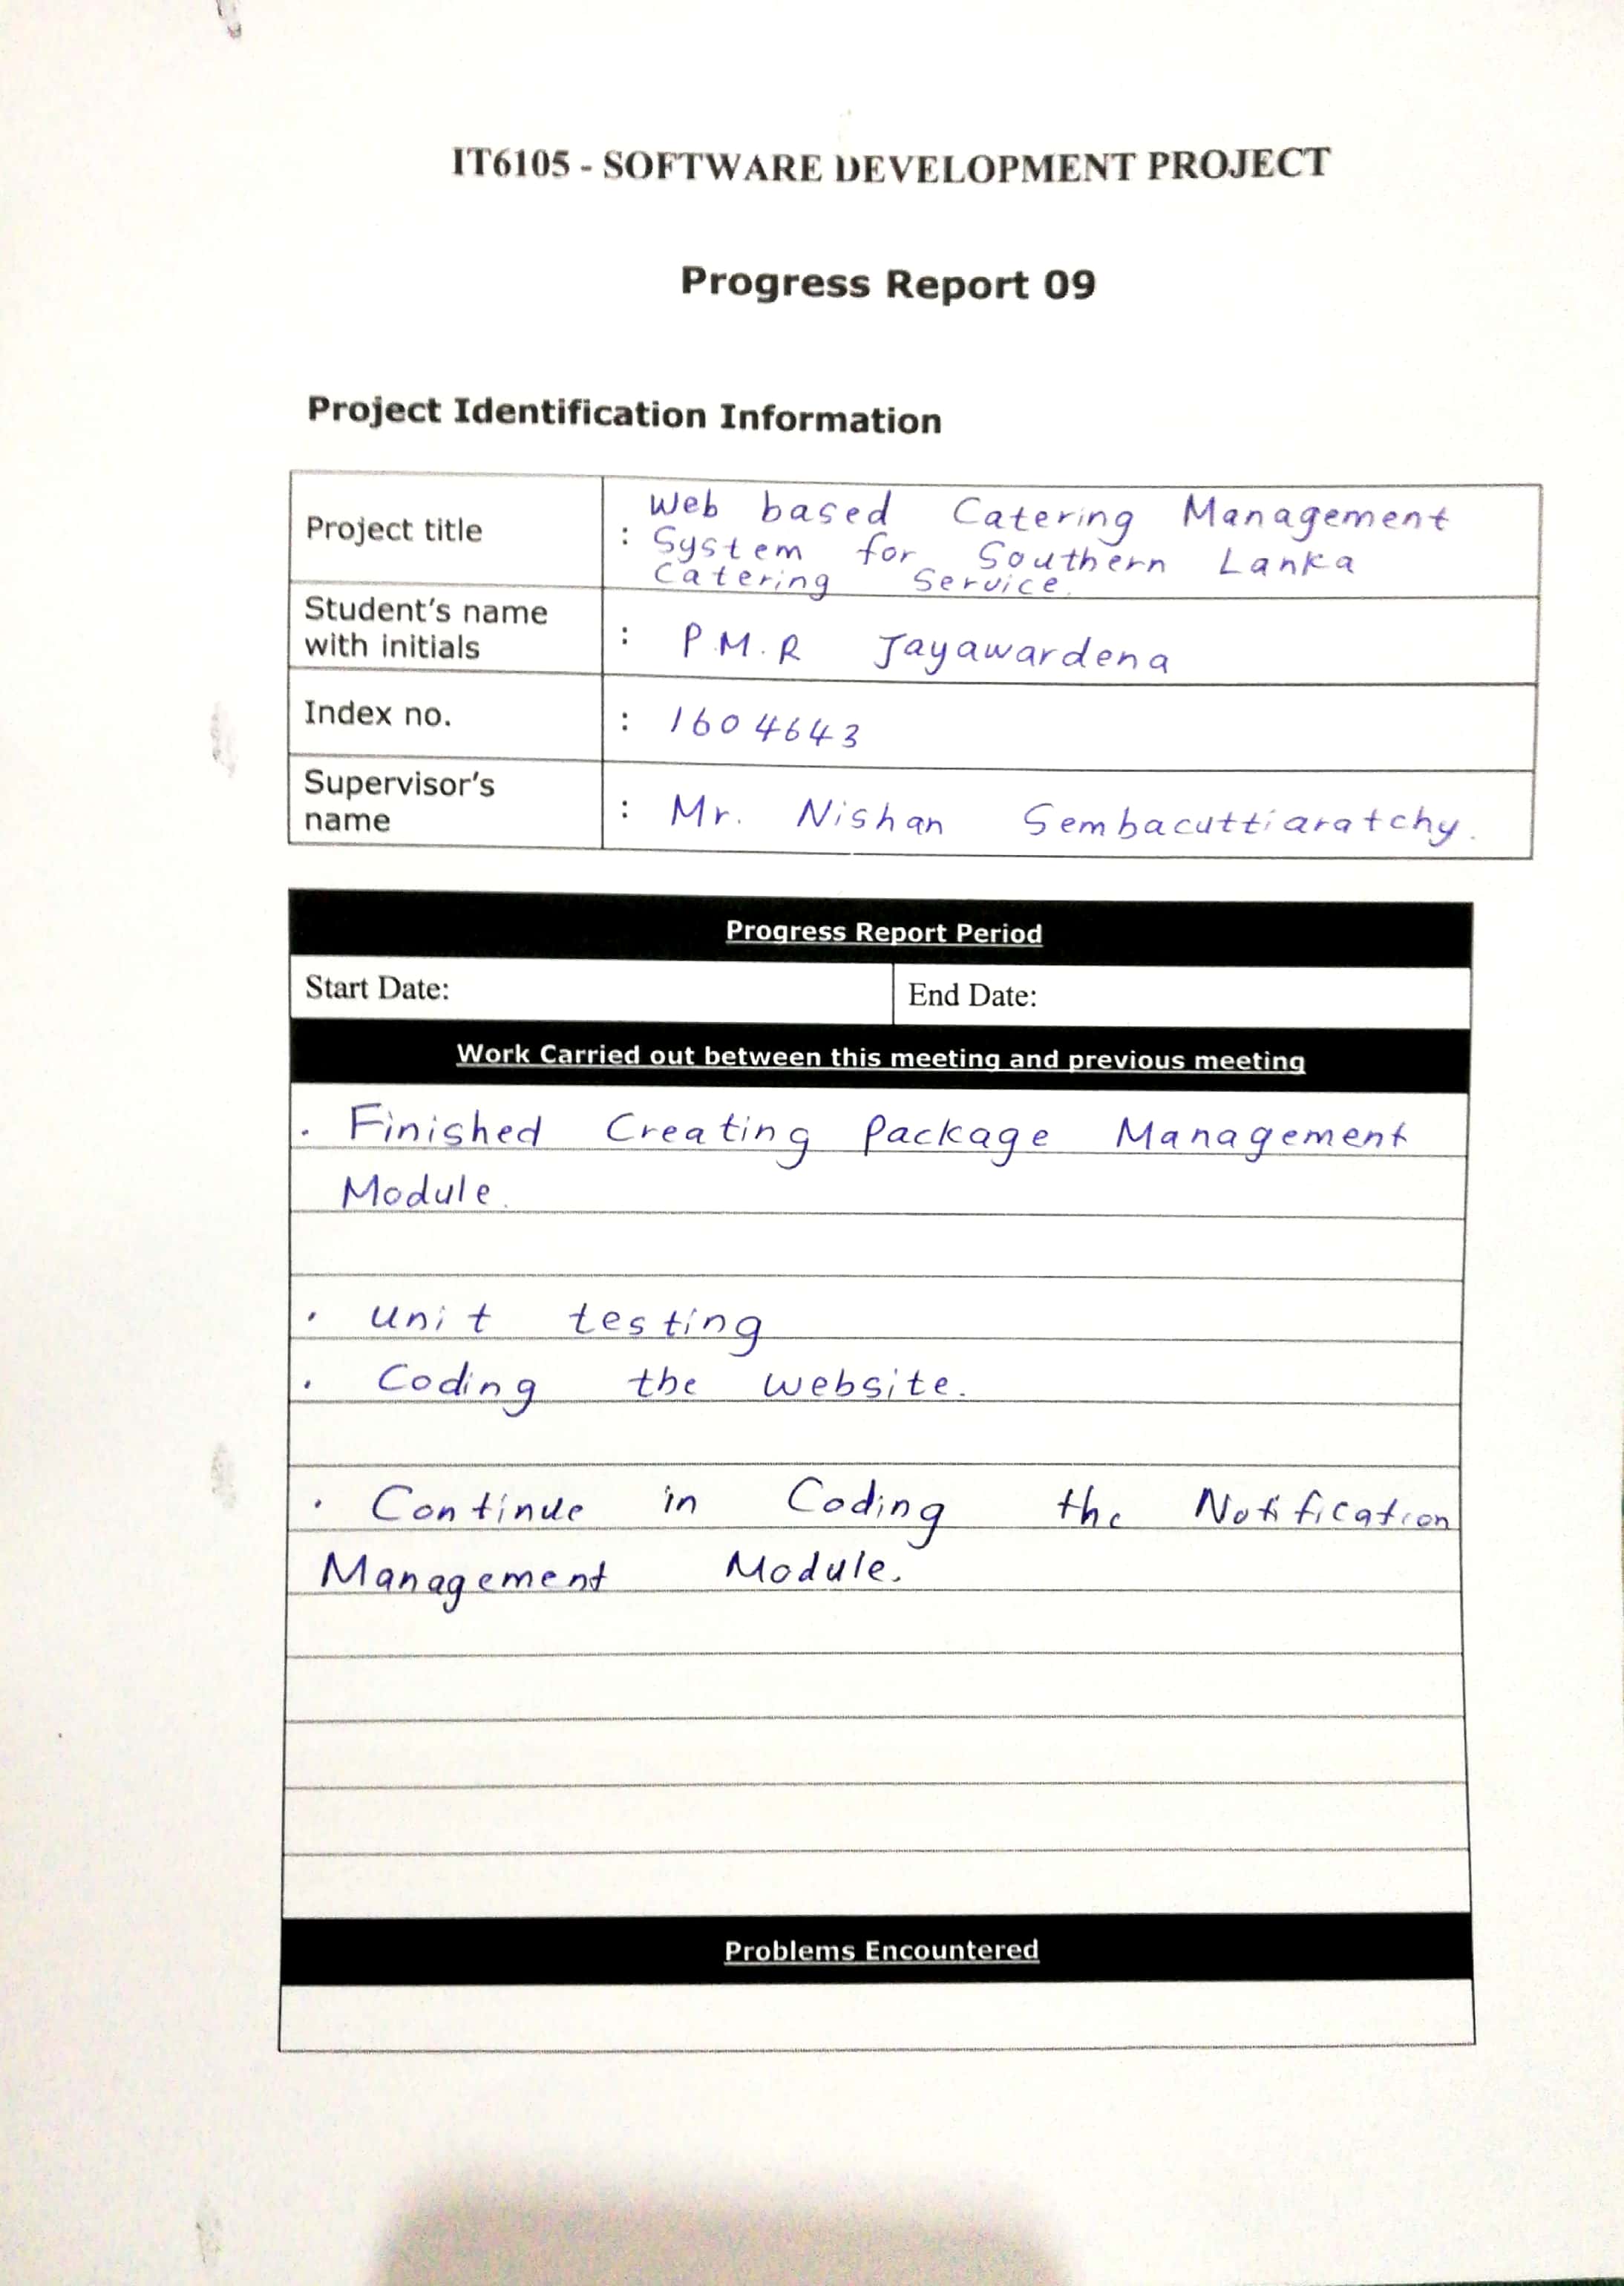 IT6105 - SOFTWARE DEVELOPMENT PROJECT
Progress Report 09
Project Identification Information
Project title : Web based Catering Management
System for Southern Lanka
Catering Service.
Student's name
with initials : P.M.R Jayawardena
Index no. : 1604643
Supervisor's
name : Mr. Nishan Sembacuttiaratchy.
Progress Report Period
Start Date: End Date:
Work Carried out between this meeting and previous meeting
. Finished Creating Package Management
Module.
. Unit testing
. Coding the website.
. Continue in Coding the Notification
Management Module.
Problems Encountered